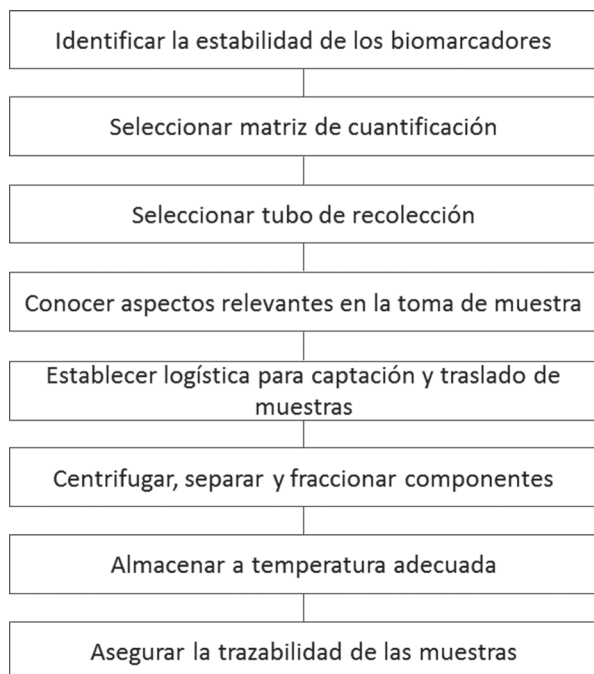 Identificar la estabilidad de los biomarcadores
Seleccionar matriz de cuantificación
Seleccionar tubo de recolección
Conocer aspectos relevantes en la toma de muestra
Establecer logística para captación y traslado de
muestras
Centrifugar, separar y fraccionar componentes
Almacenar a temperatura adecuada
Asegurar la trazabilidad de las muestras